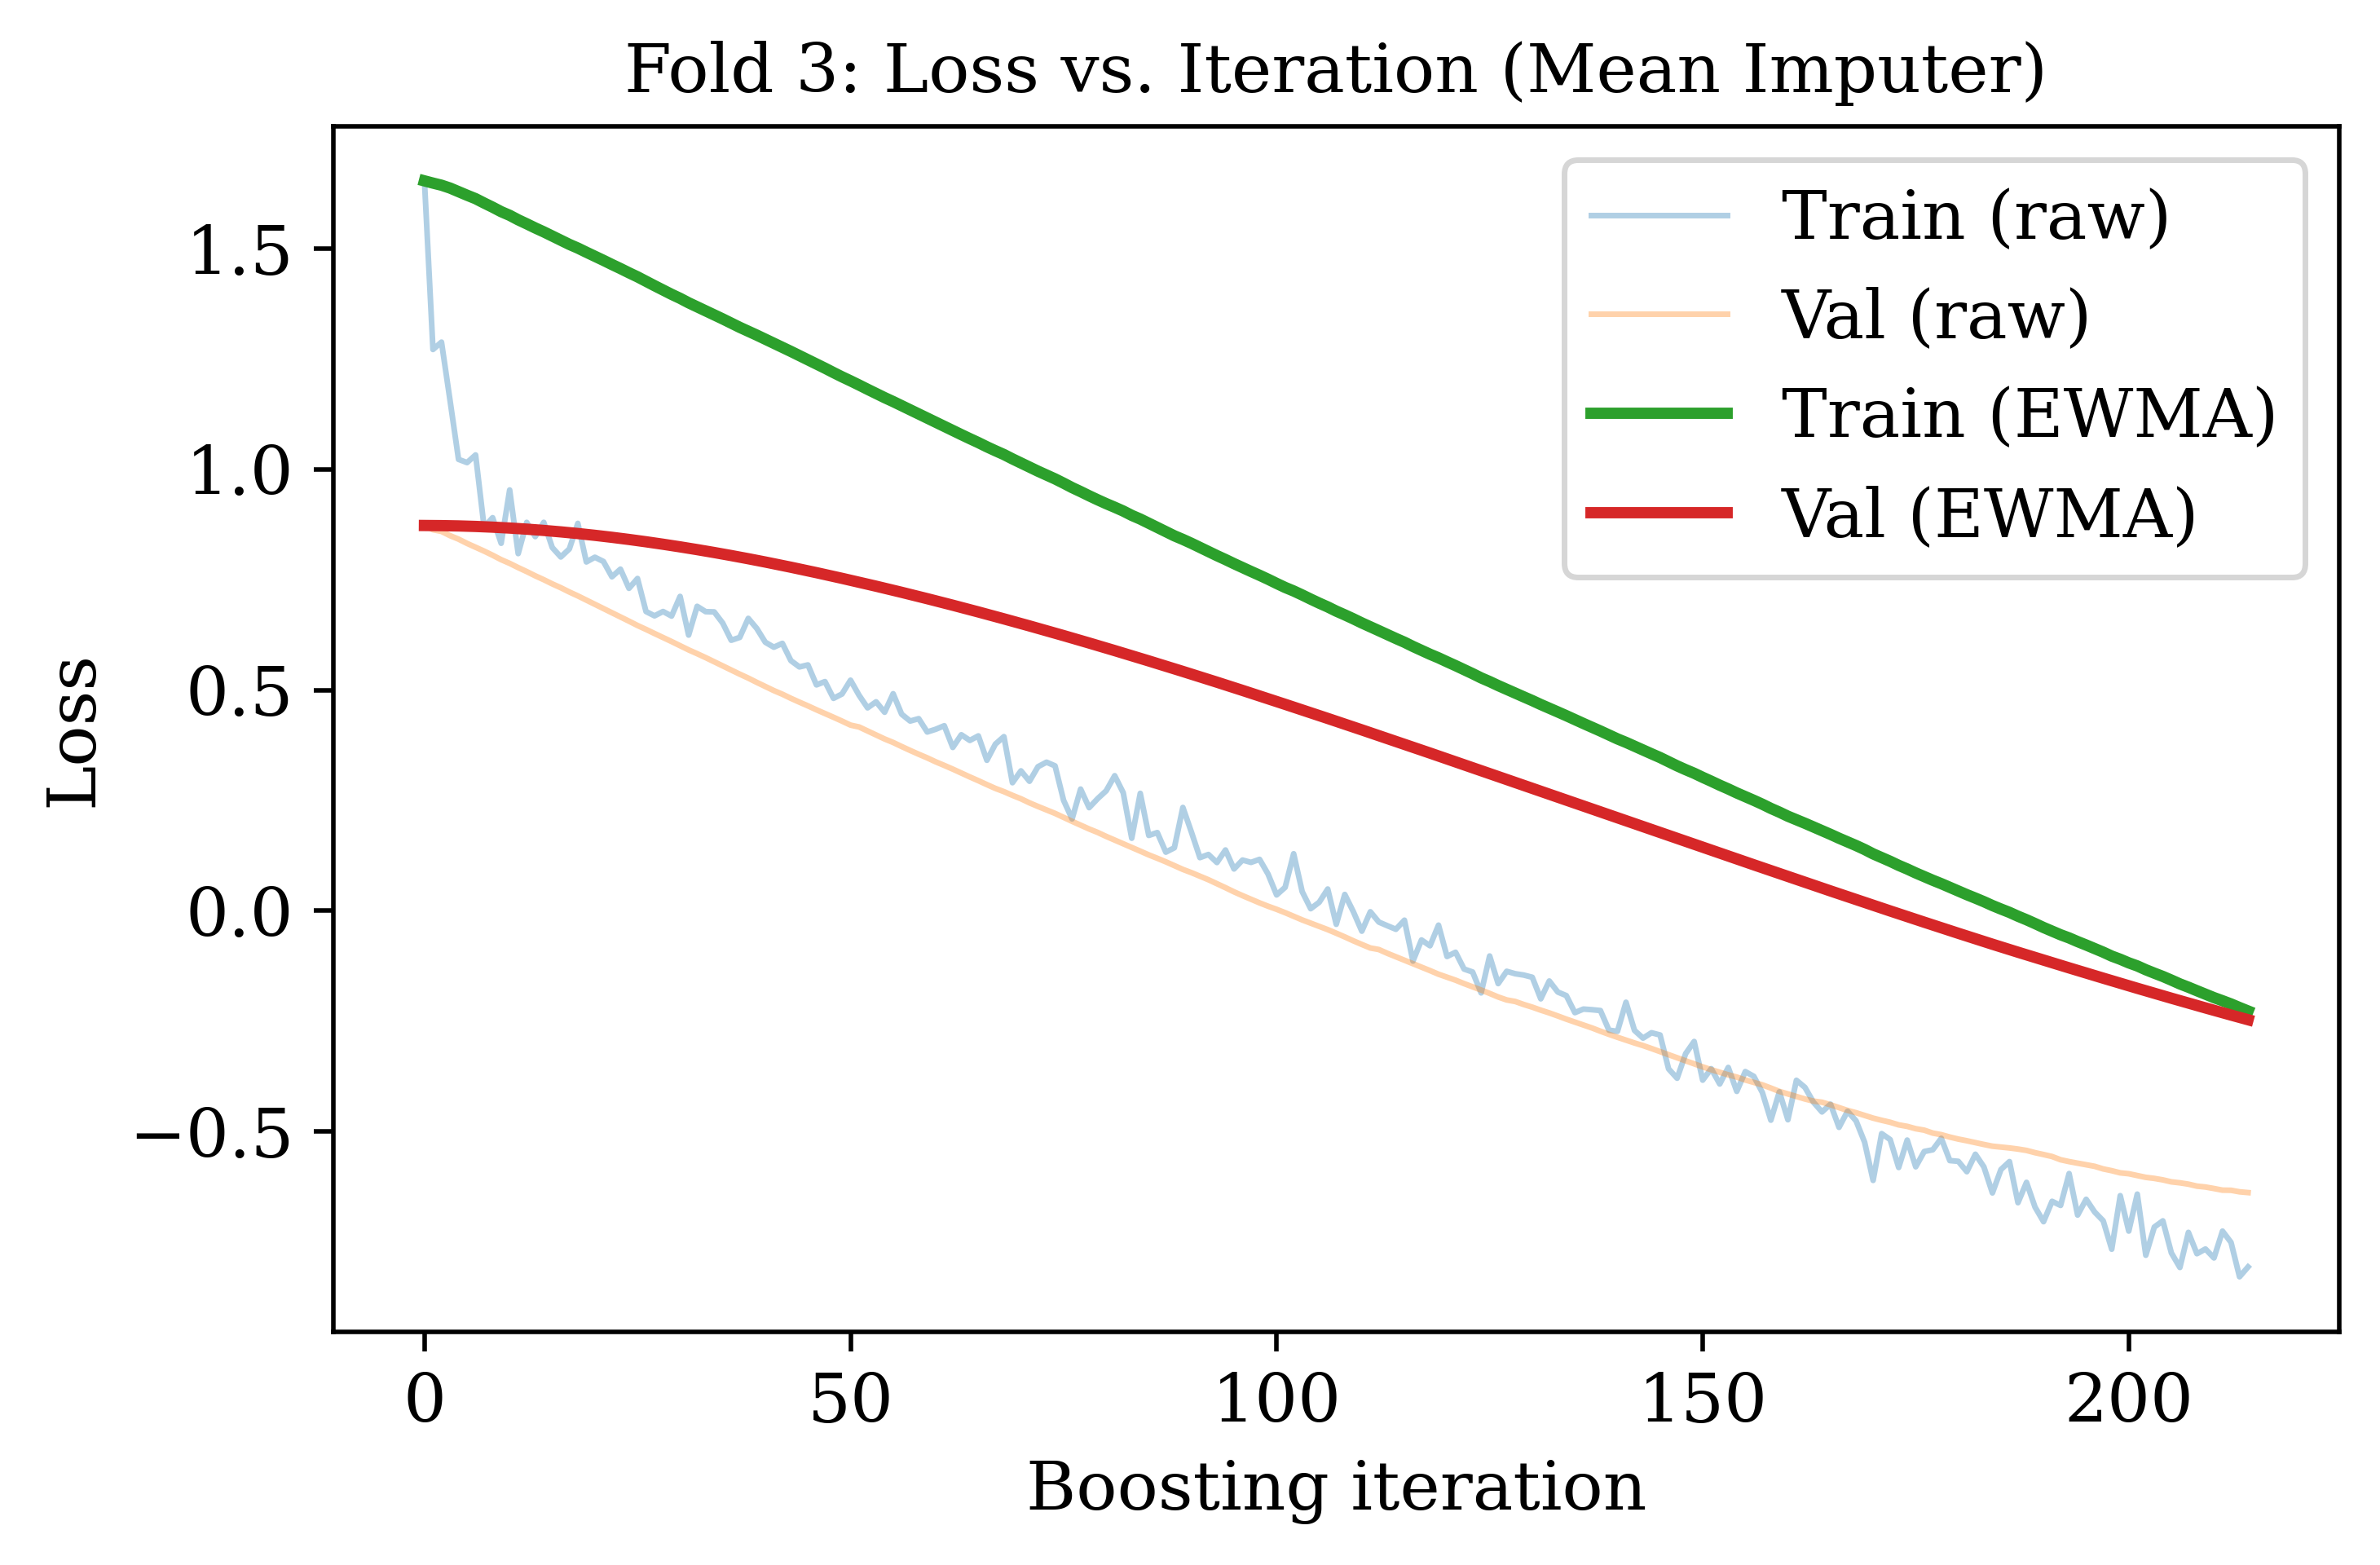 Fold 3: Loss vs. Iteration (Mean Imputer)
Train (raw)
Val (raw)
Train (EWMA)
Val (EWMA)
1.5
1.0
0.5
0.0
−0.5
Loss
0 50 100 150 200
Boosting iteration